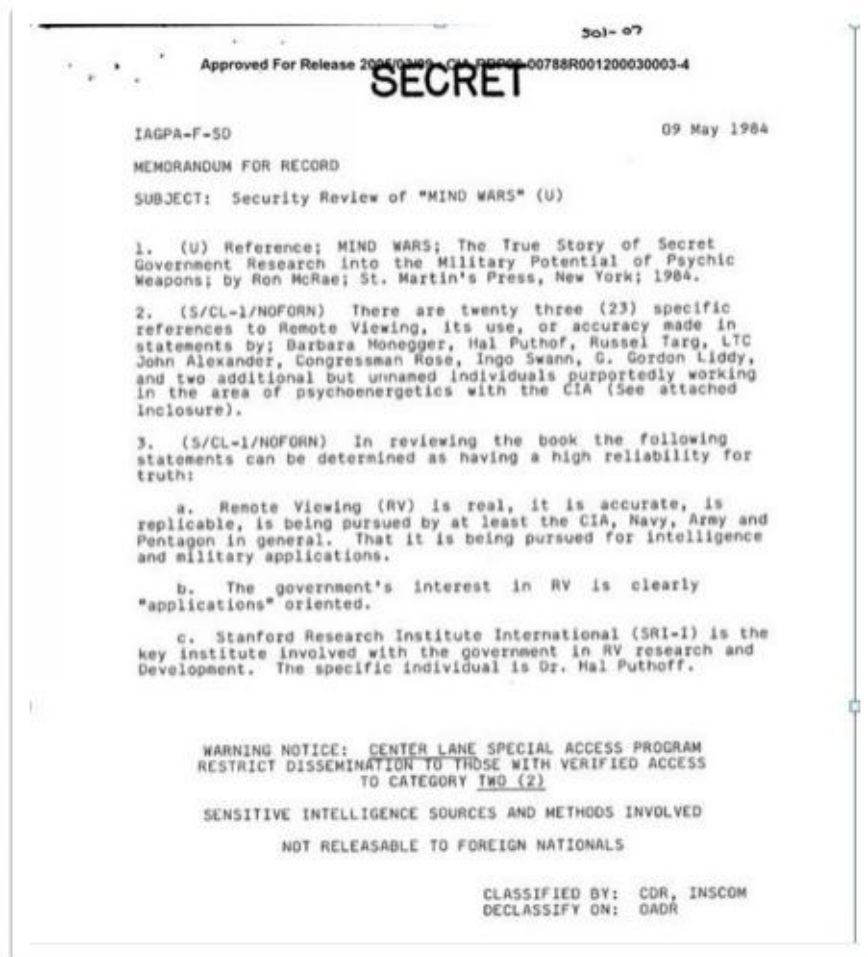 501-07
Approved For Release 2005/03/09 CIA-RDP96-00788R001200030003-4
SECRET
IAGPA-F-SD 09 May 1984
MEMORANDUM FOR RECORD
SUBJECT: Security Review of "MIND WARS" (U)
1. (U) Reference; MIND WARS; The True Story of Secret
Government Research into the Military Potential of Psychic
Weapons; by Ron McRae; St. Martin's Press, New York; 1984.
2. (S/CL-1/NOFORN) There are twenty three (23) specific
references to Remote Viewing, its use, or accuracy made in
statements by; Barbara Honegger, Hal Puthof, Russel Targ, LTC
John Alexander, Congressman Rose, Ingo Swann, G. Gordon Liddy,
and two additional but unnamed individuals purportedly working
in the area of psychoenergetics with the CIA (See attached
inclosure).
3. (S/CL-1/NOFORN) In reviewing the book the following
statements can be determined as having a high reliability for
truth:
a. Remote Viewing (RV) is real, it is accurate, is
replicable, is being pursued by at least the CIA, Navy, Army and
Pentagon in general. That it is being pursued for intelligence
and military applications.
b. The government's interest in RV is clearly
"applications" oriented.
c. Stanford Research Institute International (SRI-I) is the
key institute involved with the government in RV research and
Development. The specific individual is Dr. Hal Puthoff.
WARNING NOTICE: CENTER LANE SPECIAL ACCESS PROGRAM
RESTRICT DISSEMINATION TO THOSE WITH VERIFIED ACCESS
TO CATEGORY TWO (2)
SENSITIVE INTELLIGENCE SOURCES AND METHODS INVOLVED
NOT RELEASABLE TO FOREIGN NATIONALS
CLASSIFIED BY: CDR, INSCOM
DECLASSIFY ON: OADR